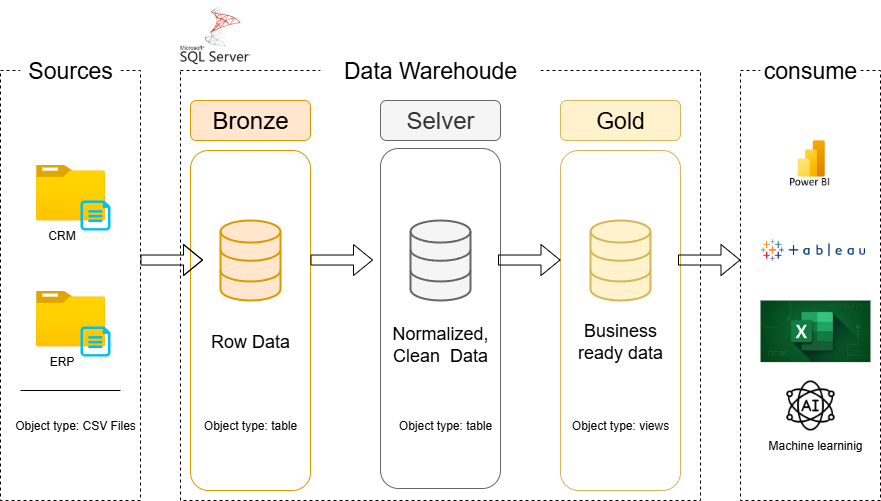 Microsoft
SQL Server
Sources
Data Warehoude
consume
Bronze
Selver
Gold
CRM
ERP
Object type: CSV Files
Row Data
Object type: table
Normalized,
Clean Data
Object type: table
Business
ready data
Object type: views
Power BI
+ a b l e a u
X
AI
Machine learninig